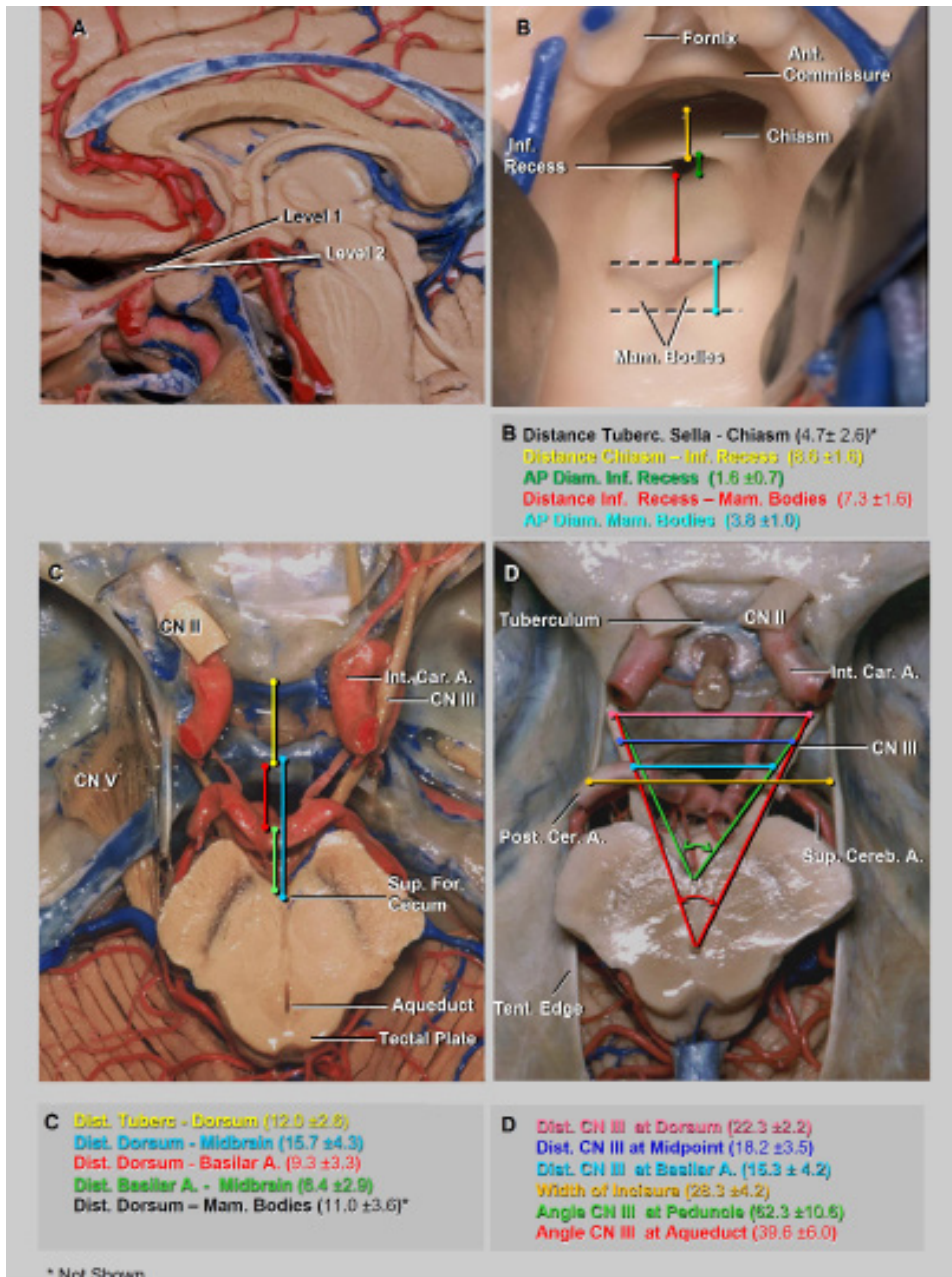 A
Level 1
Level 2
B
Fornix
Ant.
Commissure
Chiasm
Inf.
Recess
Mam. Bodies
B Distance Tuberc. Sella - Chiasm (4.7± 2.6)*
Distance Chiasm – Inf. Recess (8.6 ±1.6)
AP Diam. Inf. Recess (1.6 ±0.7)
Distance Inf. Recess – Mam. Bodies (7.3 ±1.6)
AP Diam. Mam. Bodies (3.8 ±1.0)
C
CN II
Int. Car. A.
CN III
CN V
Sup. For.
Cecum
Aqueduct
Tectal Plate
D
Tuberculum
CN II
Int. Car. A.
CN III
Post. Cer. A.
Sup. Cereb. A.
Tent. Edge
C Dist. Tuberc - Dorsum (12.0 ±2.6)
Dist. Dorsum - Midbrain (15.7 ±4.3)
Dist. Dorsum - Basilar A. (9.3 ±3.3)
Dist. Basilar A. - Midbrain (6.4 ±2.9)
Dist. Dorsum – Mam. Bodies (11.0 ±3.6)*
D Dist. CN III at Dorsum (22.3 ±2.2)
Dist. CN III at Midpoint (18.2 ±3.5)
Dist. CN III at Basilar A. (15.3 ± 4.2)
Width of Incisura (28.3 ±4.2)
Angle CN III at Peduncle (62.3 ±10.6)
Angle CN III at Aqueduct (39.6 ±6.0)
* Not Shown